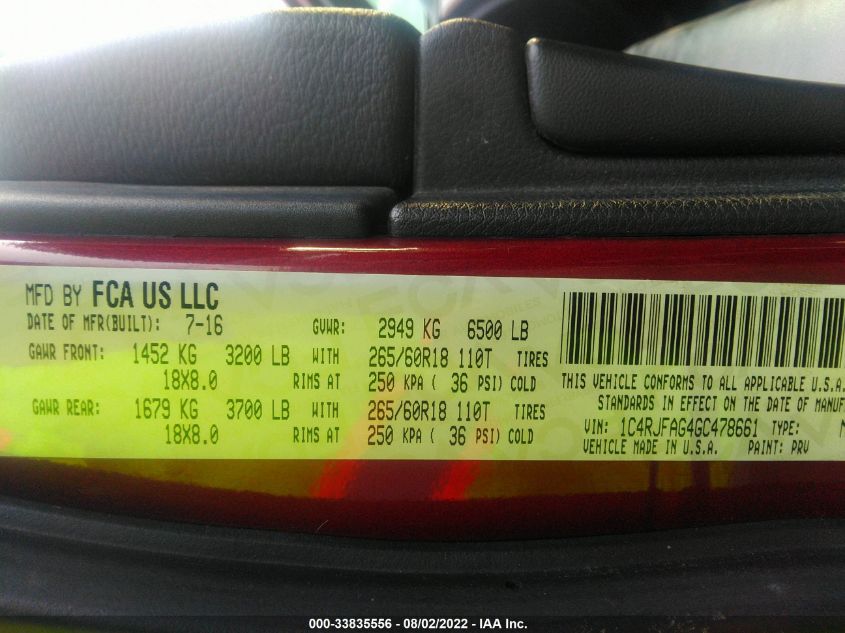 MFD BY FCA US LLC
DATE OF MFR(BUILT): 7-16 GVWR: 2949 KG 6500 LB
GAWR FRONT: 1452 KG 3200 LB WITH 265/60R18 110T TIRES
18X8.0 RIMS AT 250 KPA ( 36 PSI) COLD
GAWR REAR: 1679 KG 3700 LB WITH 265/60R18 110T TIRES
18X8.0 RIMS AT 250 KPA ( 36 PSI) COLD
THIS VEHICLE CONFORMS TO ALL APPLICABLE U.S.A.
STANDARDS IN EFFECT ON THE DATE OF MANUF
VIN: 1C4RJFAG4GC478661 TYPE: M
VEHICLE MADE IN U.S.A. PAINT: PRV
000-33835556 - 08/02/2022 - IAA Inc.